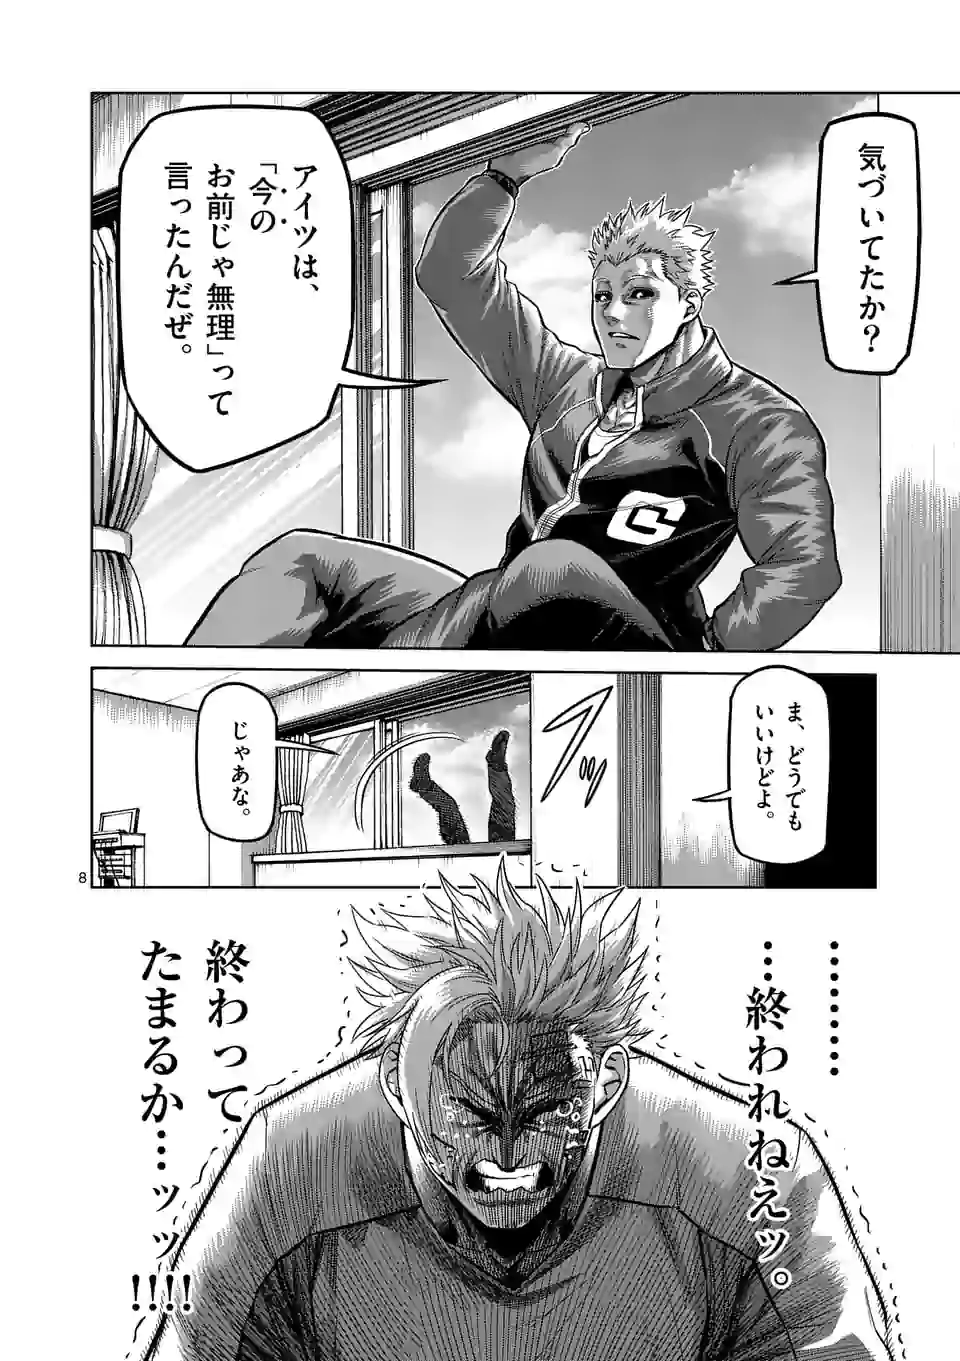 気づいてたか?
アイツは、
「今の
お前じゃ無理」って
言ったんだぜ。
C
ま、どうでも
いいけどよ。
フッ
じゃあな。
8
………
…終われねえッ。
終わって
たまるか…ッッ
!!!!